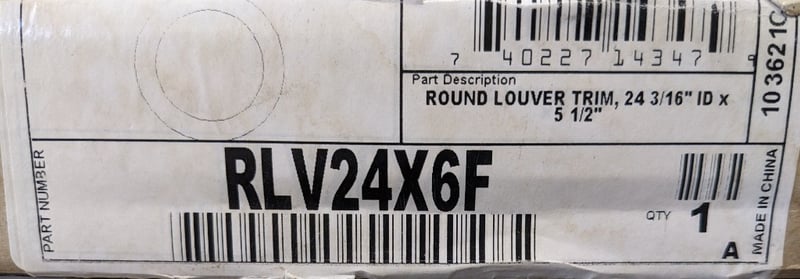 7 40227 14347 9
Part Description
ROUND LOUVER TRIM, 24 3/16" ID x
5 1/2"
PART NUMBER
RLV24X6F
QTY 1
A
MADE IN CHINA